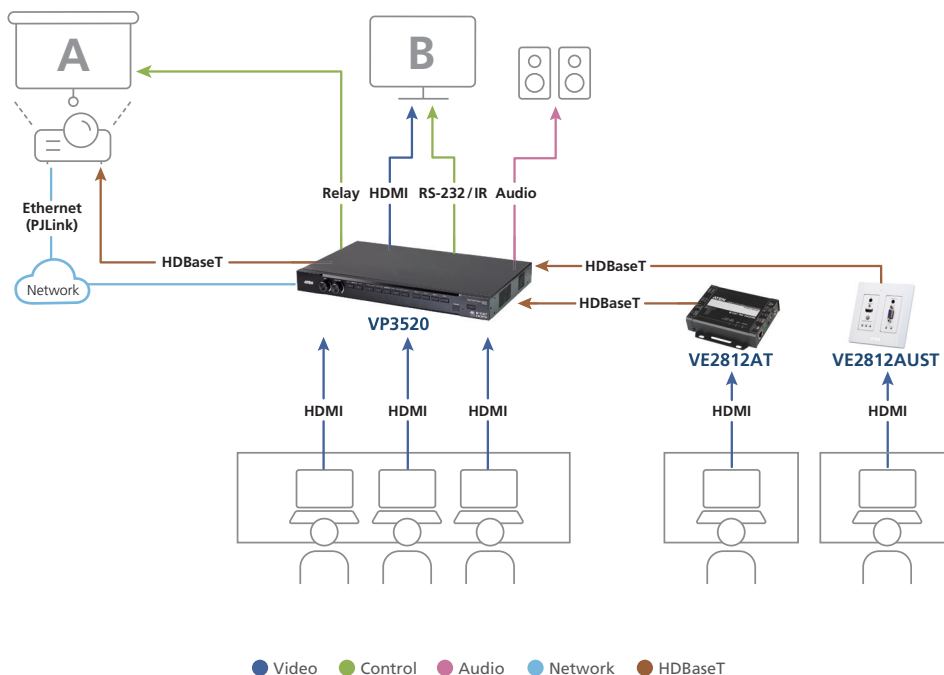 A
B
Relay
HDMI
RS-232/IR
Audio
Ethernet
(PJLink)
HDBaseT
HDBaseT
Network
HDBaseT
VP3520
VE2812AT
VE2812AUST
HDMI
HDMI
HDMI
HDMI
HDMI
Video
Control
Audio
Network
HDBaseT